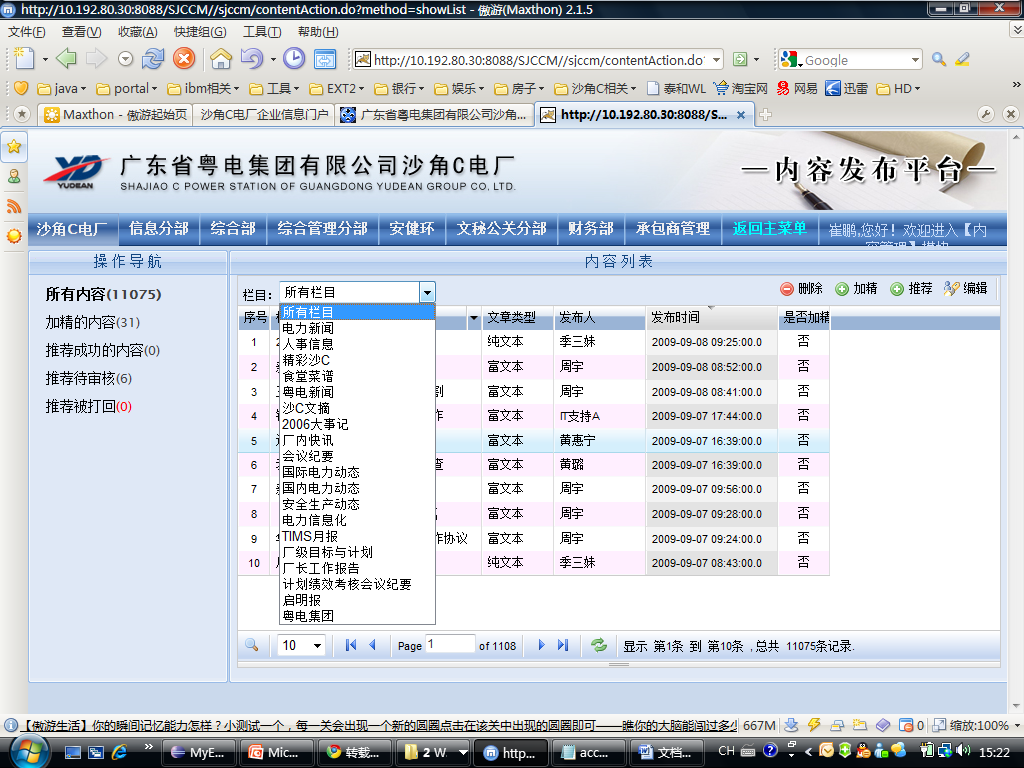 http://10.192.80.30:8088/SJCCM//sjccm/contentAction.do?method=showList - 傲游(Maxthon) 2.1.5
文件(F) 查看(V) 收藏(A) 快捷组(G) 工具(T) 帮助(H)
http://10.192.80.30:8088/SJCCM//sjccm/contentAction.do Google
java portal ibm相关 工具 EXT2 银行 娱乐 房子 沙角C相关 泰和WL 淘宝网 网易 迅雷 HD
Maxthon - 傲游起始页 沙角C电厂企业信息门户 广东省粤电集团有限公司沙角... http://10.192.80.30:8088/S...
YD YUDEAN 广东省粤电集团有限公司沙角C电厂
SHAJIAO C POWER STATION OF GUANGDONG YUDEAN GROUP CO. LTD.
—内容发布平台—
沙角C电厂 信息分部 综合部 综合管理分部 安健环 文秘公关分部 财务部 承包商管理 返回主菜单 崔鹏,您好！欢迎进入【内
容管理】模块
操作导航 内容列表
所有内容(11075)
加精的内容(31)
推荐成功的内容(0)
推荐待审核(6)
推荐被打回(0)
栏目： 所有栏目 删除 加精 推荐 编辑
序号 文章类型 发布人 发布时间 是否加精
1 纯文本 季三妹 2009-09-08 09:25:00.0 否
2 富文本 周宇 2009-09-08 08:52:00.0 否
3 富文本 周宇 2009-09-08 08:41:00.0 否
4 作 富文本 IT支持A 2009-09-07 17:44:00.0 否
5 富文本 黄惠宁 2009-09-07 16:39:00.0 否
6 查 富文本 黄璐 2009-09-07 16:39:00.0 否
7 富文本 周宇 2009-09-07 09:56:00.0 否
8 富文本 周宇 2009-09-07 09:28:00.0 否
9 作协议 富文本 周宇 2009-09-07 09:24:00.0 否
10 纯文本 季三妹 2009-09-07 08:43:00.0 否
所有栏目
电力新闻
人事信息
精彩沙C
食堂菜谱
粤电新闻
沙C文摘
2006大事记
厂内快讯
会议纪要
国际电力动态
国内电力动态
安全生产动态
电力信息化
TIMS月报
厂级目标与计划
厂长工作报告
计划绩效考核会议纪要
启明报
粤电集团
10 Page 1 of 1108 显示 第1条 到 第10条 , 总共 11075条记录.
【傲游生活】你的瞬间记忆能力怎样？小测试一个，每一关会出现一个新的圆圈点击在该关中出现的圆圈即可——瞧你的大脑能闯过多少 667M 0 缩放:100%
MyE... Mic... 转载... 2 W http... acc... 文档... CH 15:22